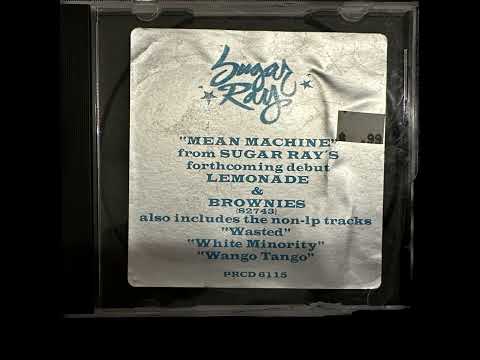 Sugar
Ray
$ .99
"MEAN MACHINE"
from SUGAR RAY'S
forthcoming debut
LEMONADE
&
BROWNIES
(82743)
also includes the non-lp tracks
"Wasted"
"White Minority"
"Wango Tango"
PRCD 6115